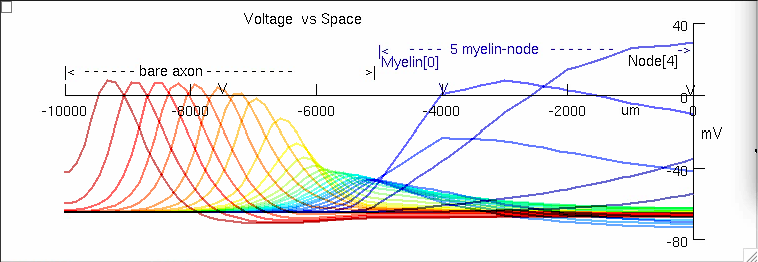 Voltage vs Space
40
|<- - - - - bare axon - - - - - - - ->|
|<- - - - 5 myelin-node - - - - - - ->
Myelin[0]
Node[4]
V V V
-10000 -8000 -6000 -4000 -2000 um 0 0
mV
-40
-80